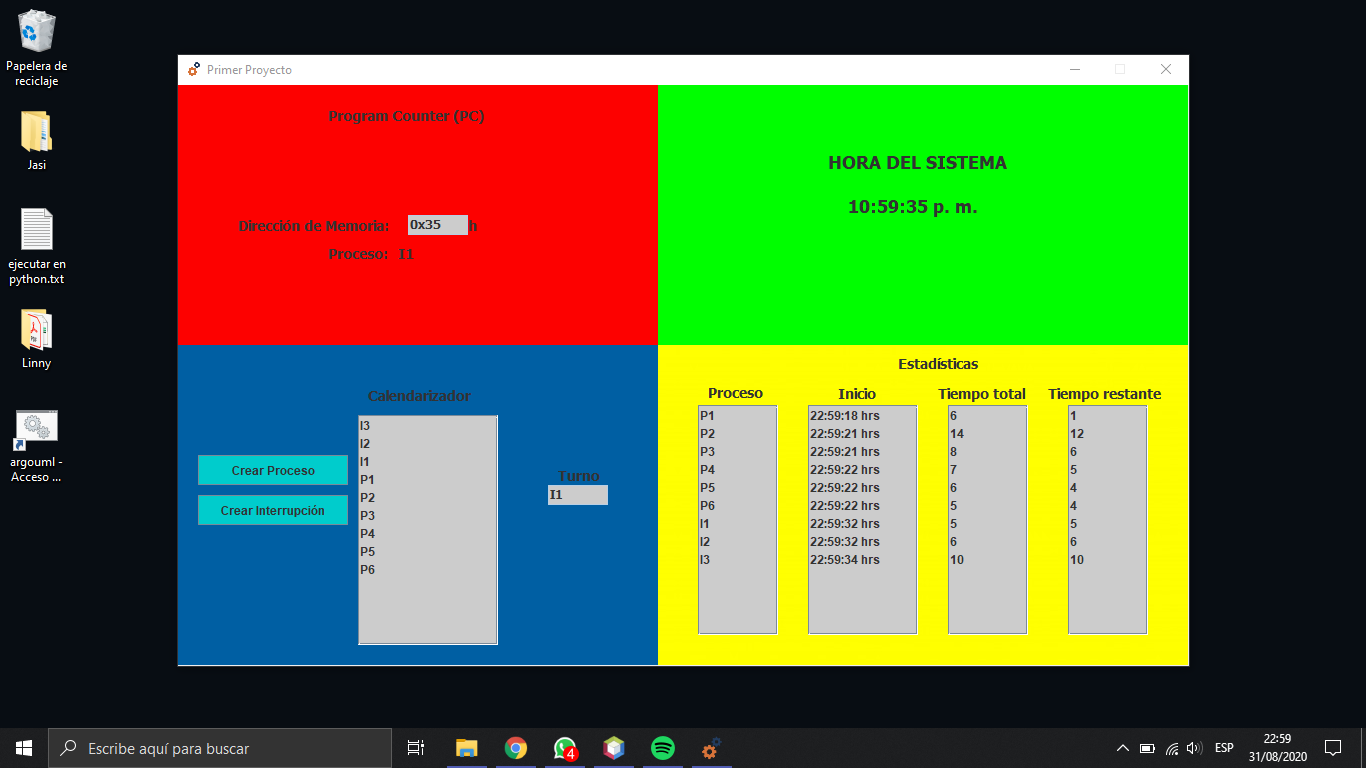 Papelera de
reciclaje
Jasi
ejecutar en
python.txt
Linny
argouml -
Acceso ...
Primer Proyecto
Program Counter (PC)
Dirección de Memoria: 0x35 h
Proceso: I1
HORA DEL SISTEMA
10:59:35 p. m.
Calendarizador
Crear Proceso
Crear Interrupción
I3
I2
I1
P1
P2
P3
P4
P5
P6
Turno
I1
Estadísticas
Proceso Inicio Tiempo total Tiempo restante
P1 22:59:18 hrs 6 1
P2 22:59:21 hrs 14 12
P3 22:59:21 hrs 8 6
P4 22:59:22 hrs 7 5
P5 22:59:22 hrs 6 4
P6 22:59:22 hrs 5 4
I1 22:59:32 hrs 5 5
I2 22:59:32 hrs 6 6
I3 22:59:34 hrs 10 10
Escribe aquí para buscar
4
ESP
22:59
31/08/2020